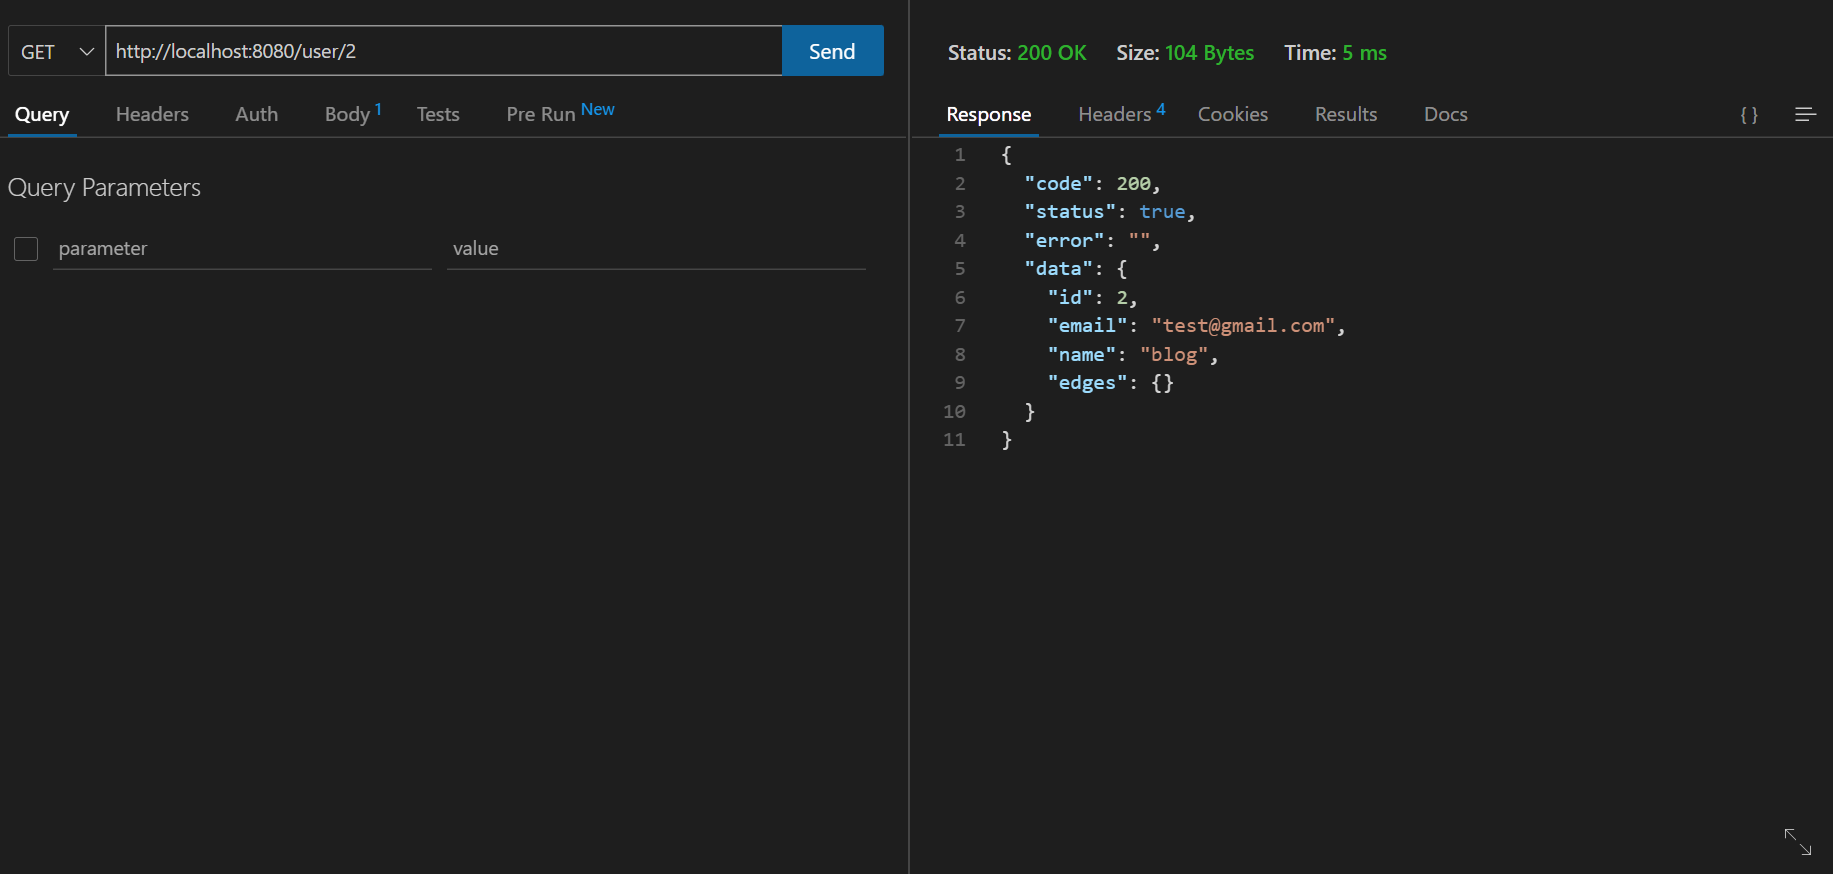 GET http://localhost:8080/user/2 Send
Query Headers Auth Body 1 Tests Pre Run New
Query Parameters
parameter value
Status: 200 OK Size: 104 Bytes Time: 5 ms
Response Headers 4 Cookies Results Docs {}
1 {
2 "code": 200,
3 "status": true,
4 "error": "",
5 "data": {
6 "id": 2,
7 "email": "test@gmail.com",
8 "name": "blog",
9 "edges": {}
10 }
11 }